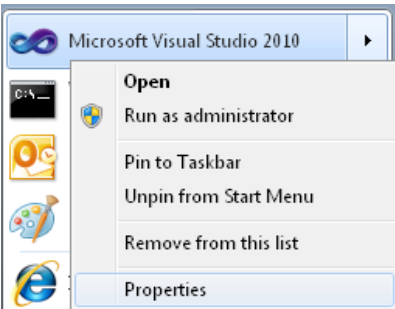 Microsoft Visual Studio 2010
Open
C:\_
Run as administrator
Pin to Taskbar
Unpin from Start Menu
Remove from this list
Properties